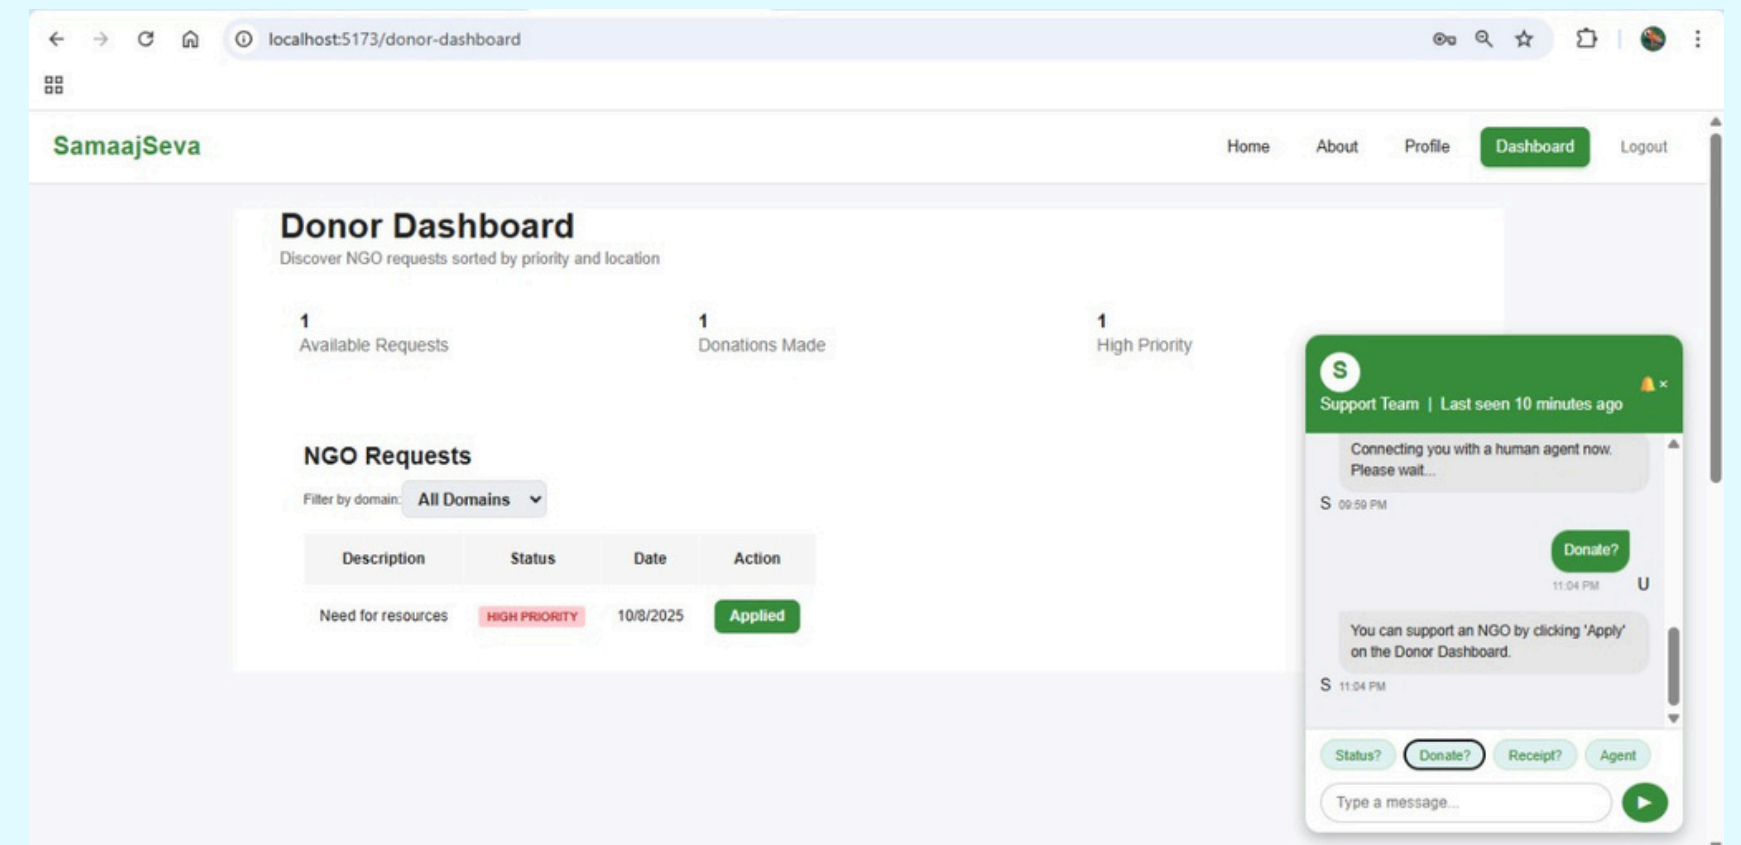 localhost:5173/donor-dashboard
SamaajSeva
Home About Profile Dashboard Logout
Donor Dashboard
Discover NGO requests sorted by priority and location
1 1 1
Available Requests Donations Made High Priority
NGO Requests
Filter by domain: All Domains
Description Status Date Action
Need for resources HIGH PRIORITY 10/8/2025 Applied
S
Support Team | Last seen 10 minutes ago
×
Connecting you with a human agent now.
Please wait...
S 09:59 PM
Donate?
11:04 PM U
You can support an NGO by clicking 'Apply'
on the Donor Dashboard.
S 11:04 PM
Status? Donate? Receipt? Agent
Type a message...